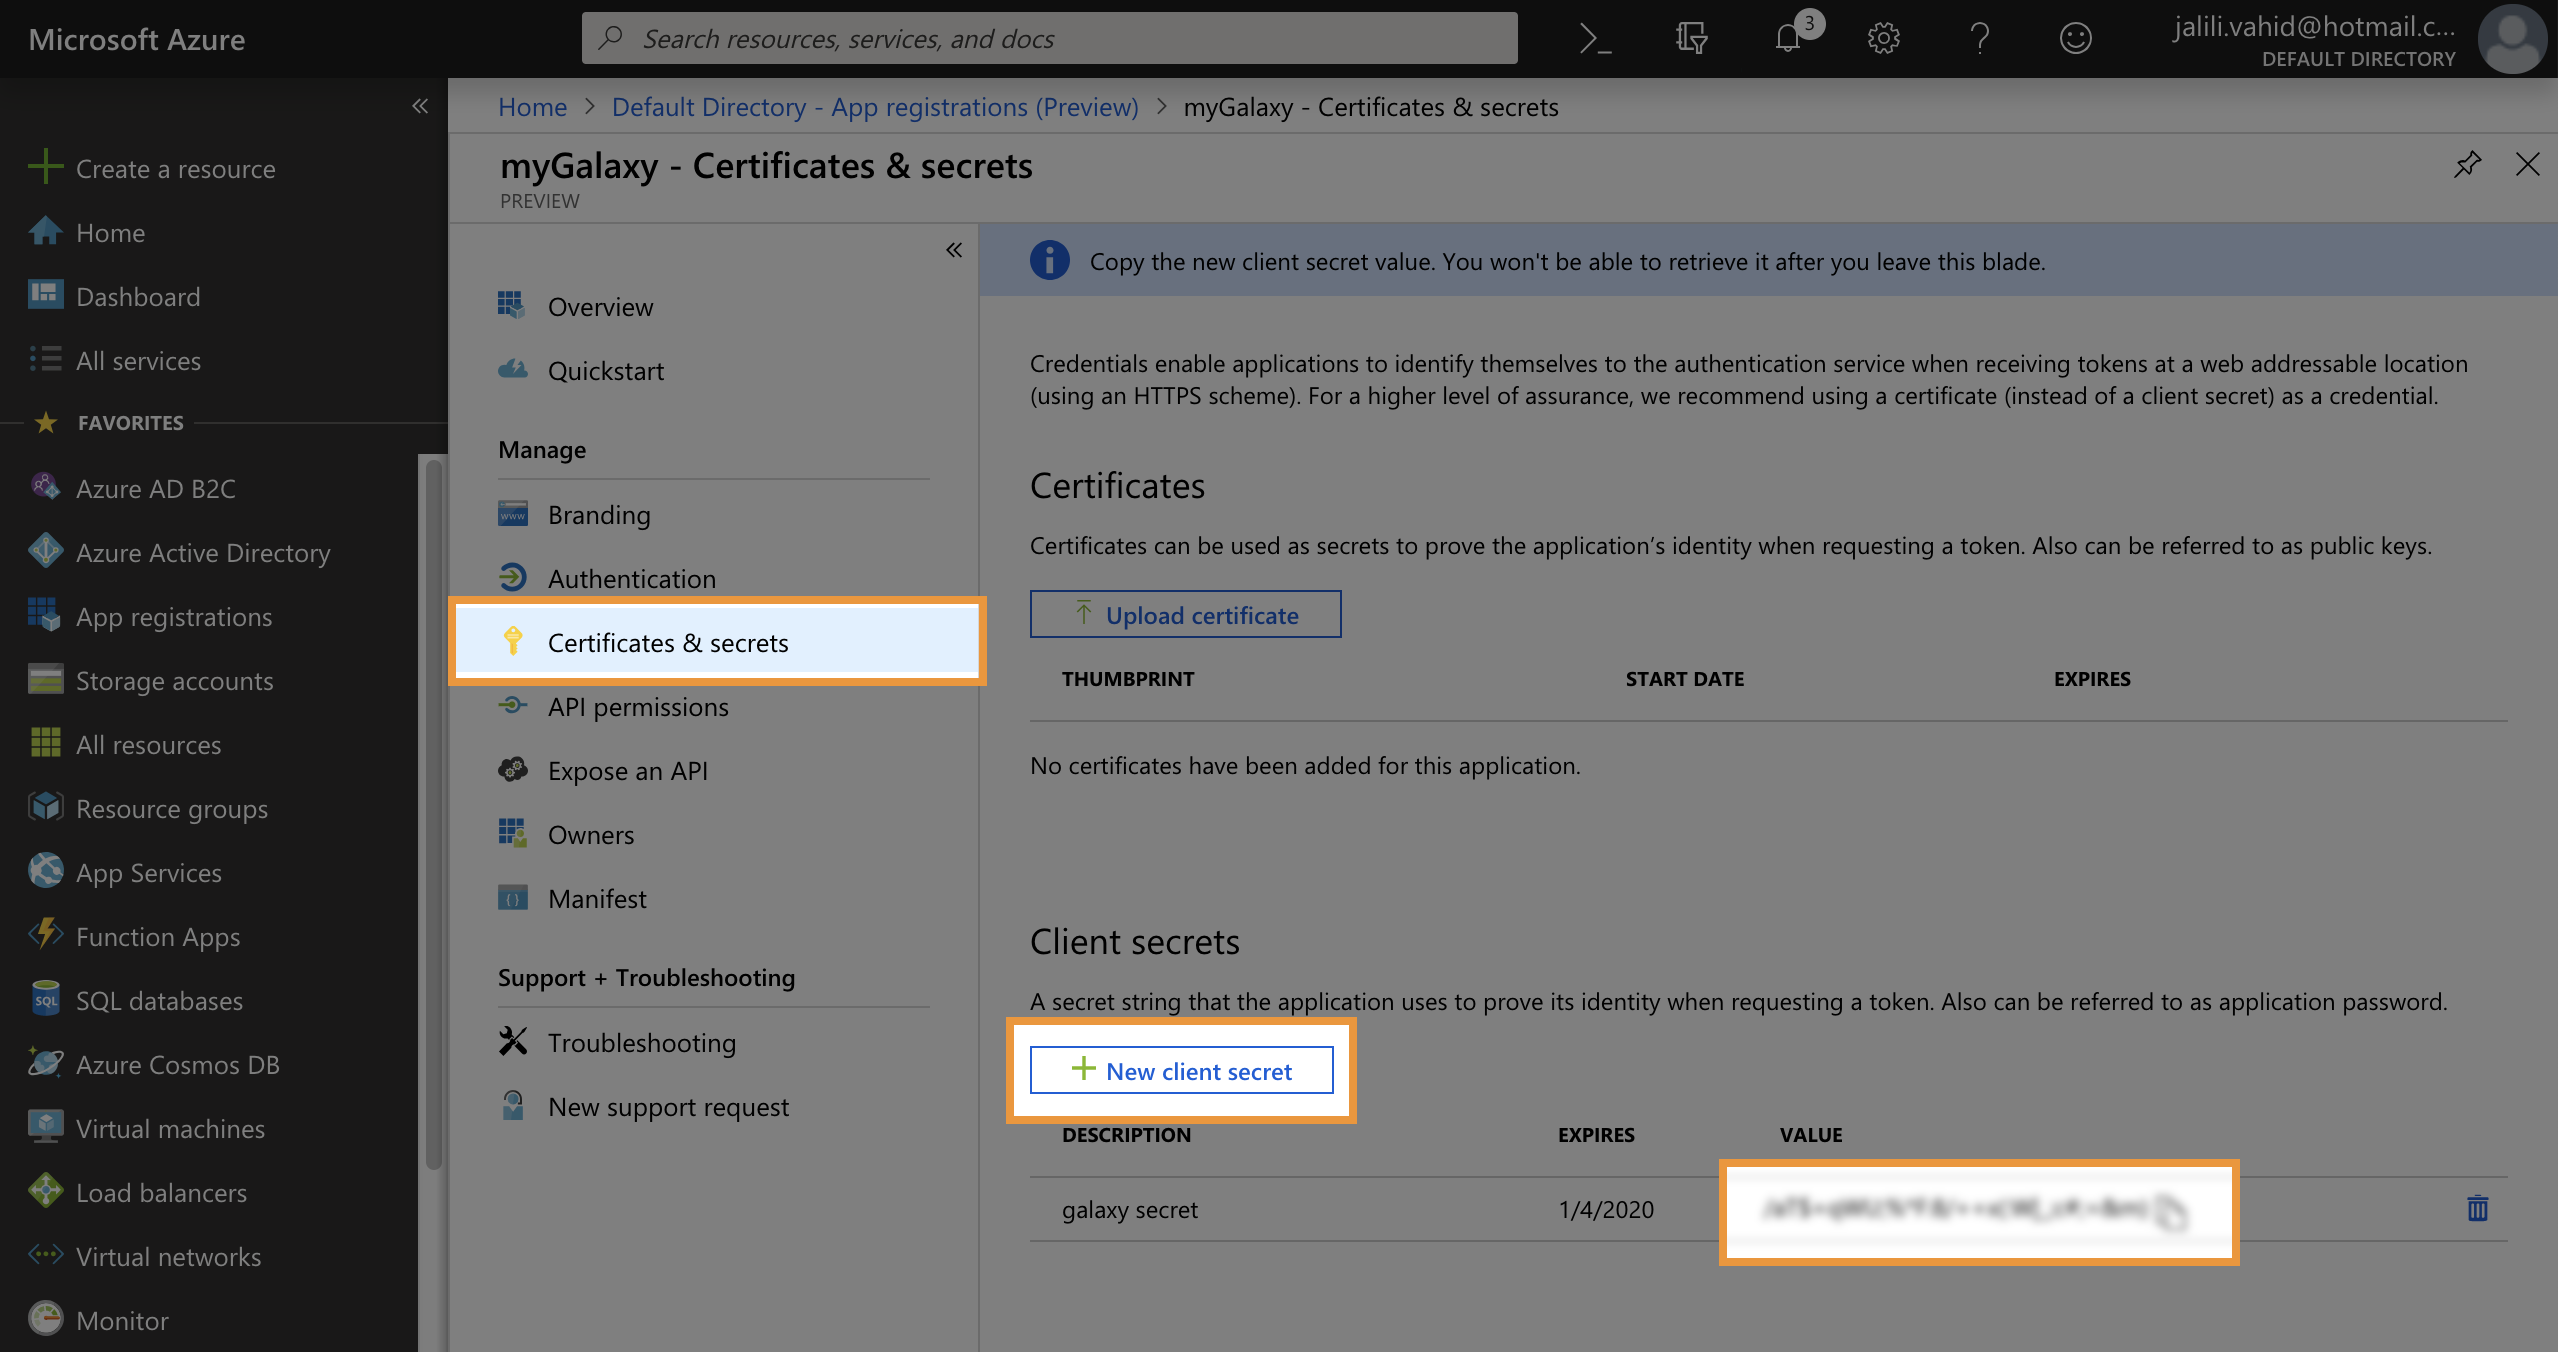 Microsoft Azure
Search resources, services, and docs
3
jalili.vahid@hotmail.c...
DEFAULT DIRECTORY
Create a resource
Home
Dashboard
All services
FAVORITES
Azure AD B2C
Azure Active Directory
App registrations
Storage accounts
All resources
Resource groups
App Services
Function Apps
SQL
SQL databases
Azure Cosmos DB
Virtual machines
Load balancers
Virtual networks
Monitor
Home > Default Directory - App registrations (Preview) > myGalaxy - Certificates & secrets
myGalaxy - Certificates & secrets
PREVIEW
Overview
Quickstart
Manage
www
Branding
Authentication
Certificates & secrets
API permissions
Expose an API
Owners
Manifest
Support + Troubleshooting
Troubleshooting
New support request
Copy the new client secret value. You won't be able to retrieve it after you leave this blade.
Credentials enable applications to identify themselves to the authentication service when receiving tokens at a web addressable location
(using an HTTPS scheme). For a higher level of assurance, we recommend using a certificate (instead of a client secret) as a credential.
Certificates
Certificates can be used as secrets to prove the application’s identity when requesting a token. Also can be referred to as public keys.
Upload certificate
THUMBPRINT START DATE EXPIRES
No certificates have been added for this application.
Client secrets
A secret string that the application uses to prove its identity when requesting a token. Also can be referred to as application password.
New client secret
DESCRIPTION EXPIRES VALUE
galaxy secret 1/4/2020